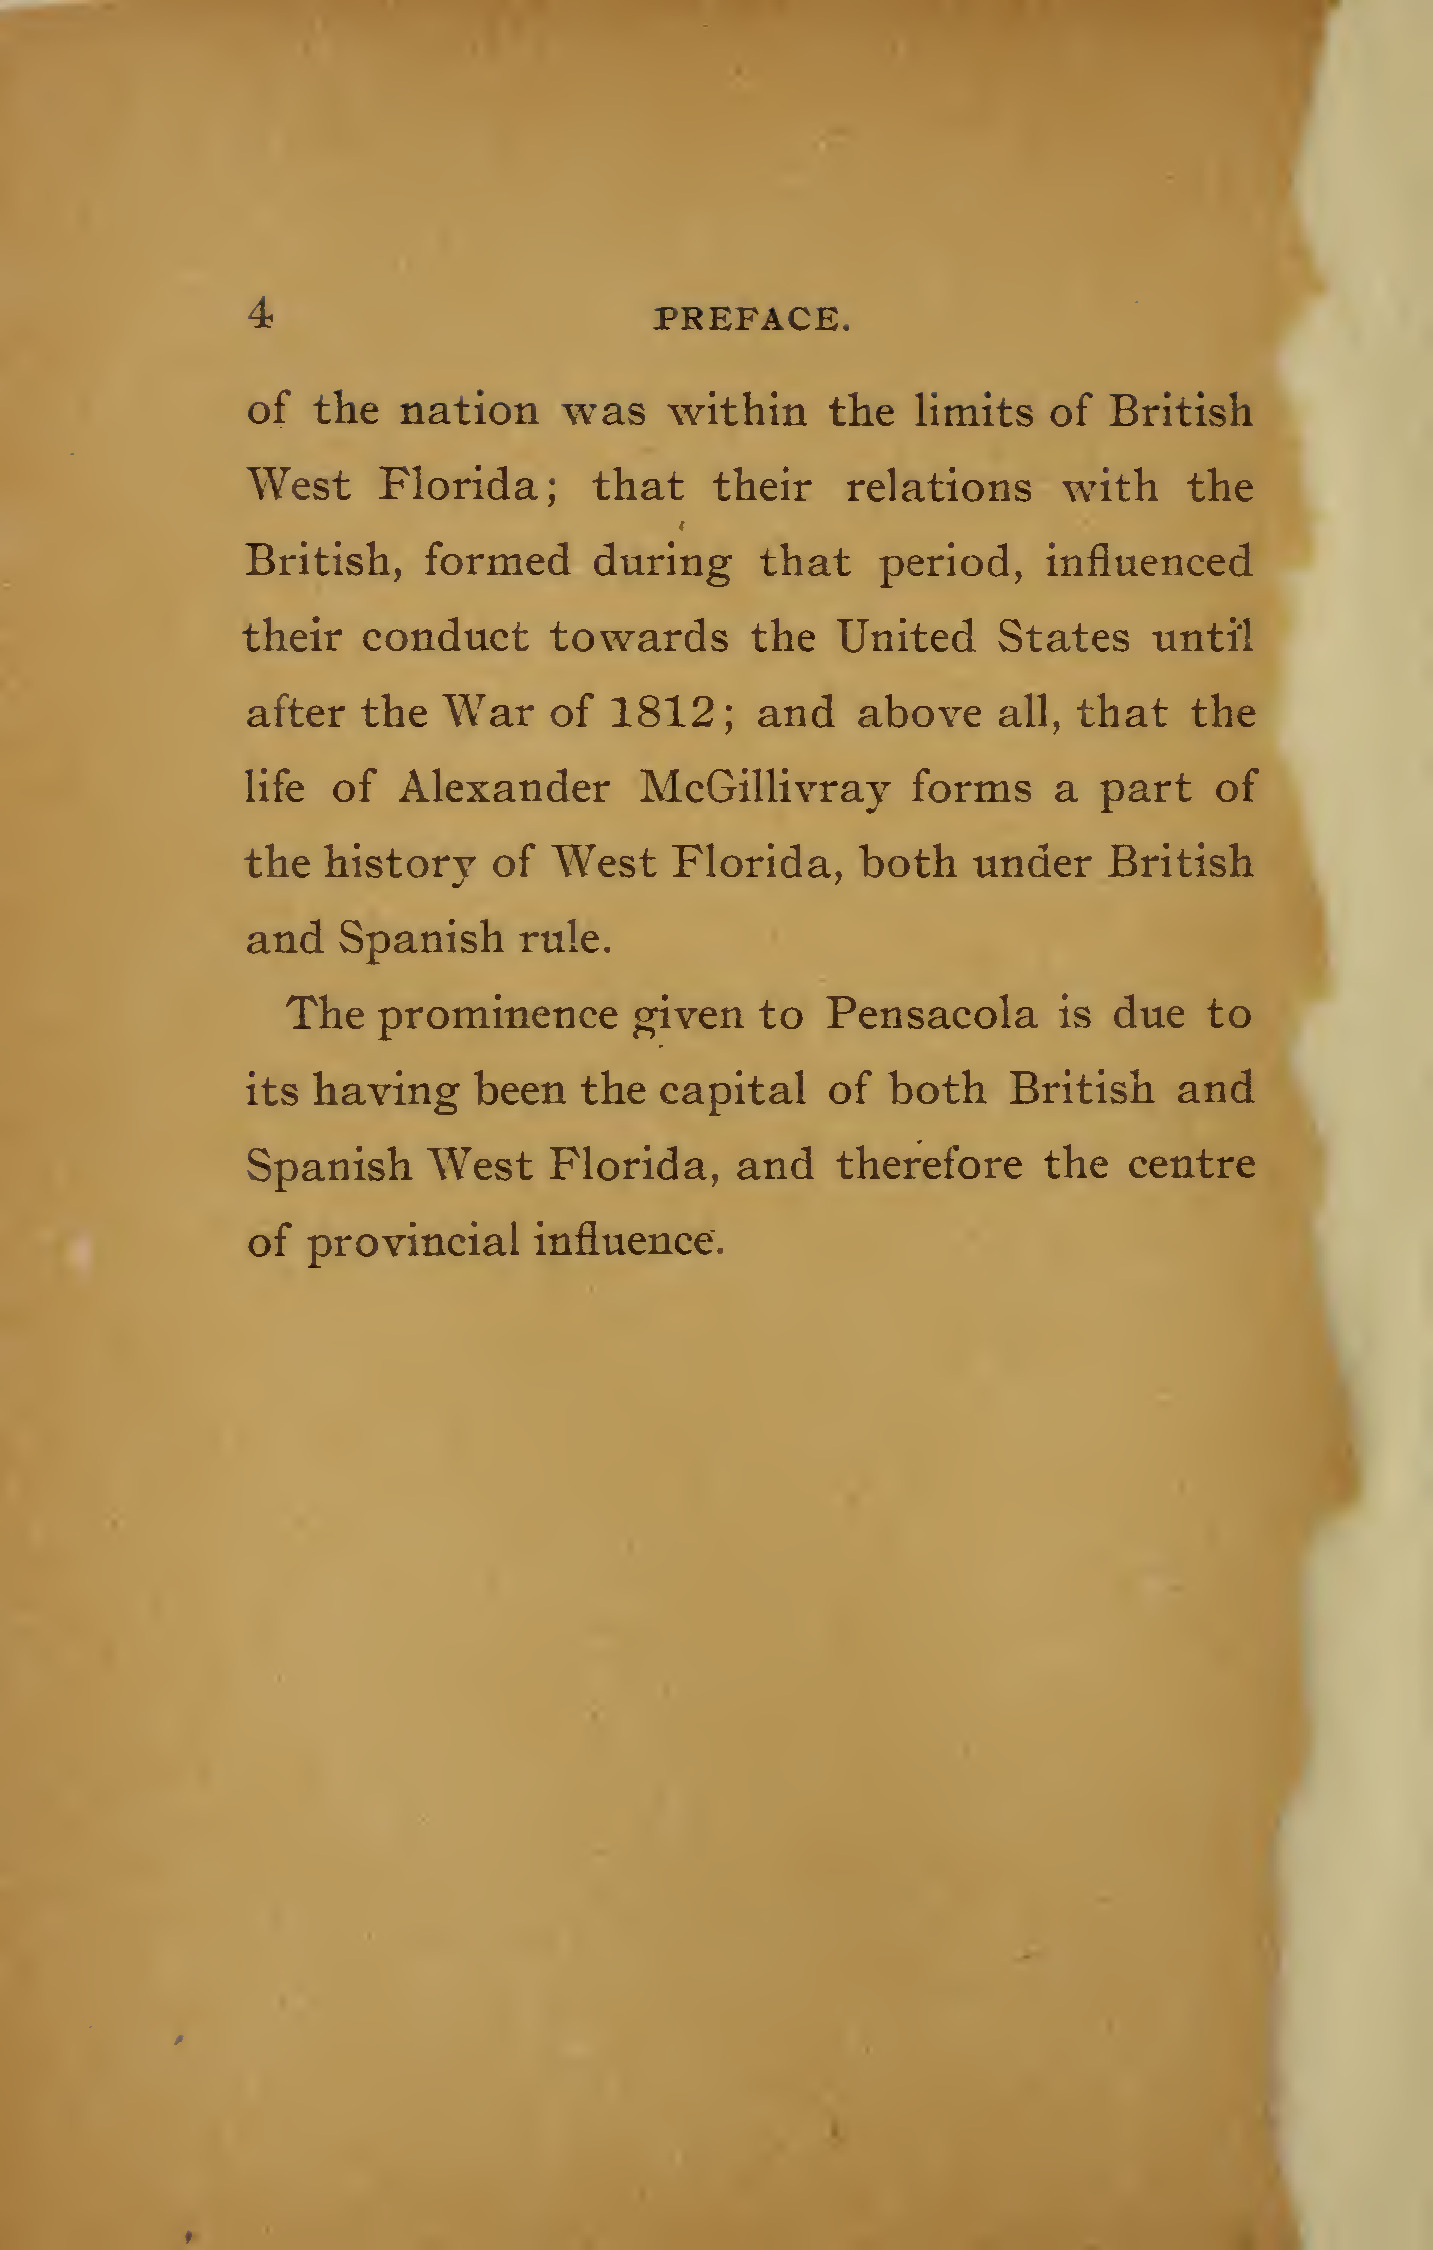 4 PREFACE.
of the nation was within the limits of British
West Florida; that their relations with the
British, formed during that period, influenced
their conduct towards the United States until
after the War of 1812; and above all, that the
life of Alexander McGillivray forms a part of
the history of West Florida, both under British
and Spanish rule.
The prominence given to Pensacola is due to
its having been the capital of both British and
Spanish West Florida, and therefore the centre
of provincial influence.